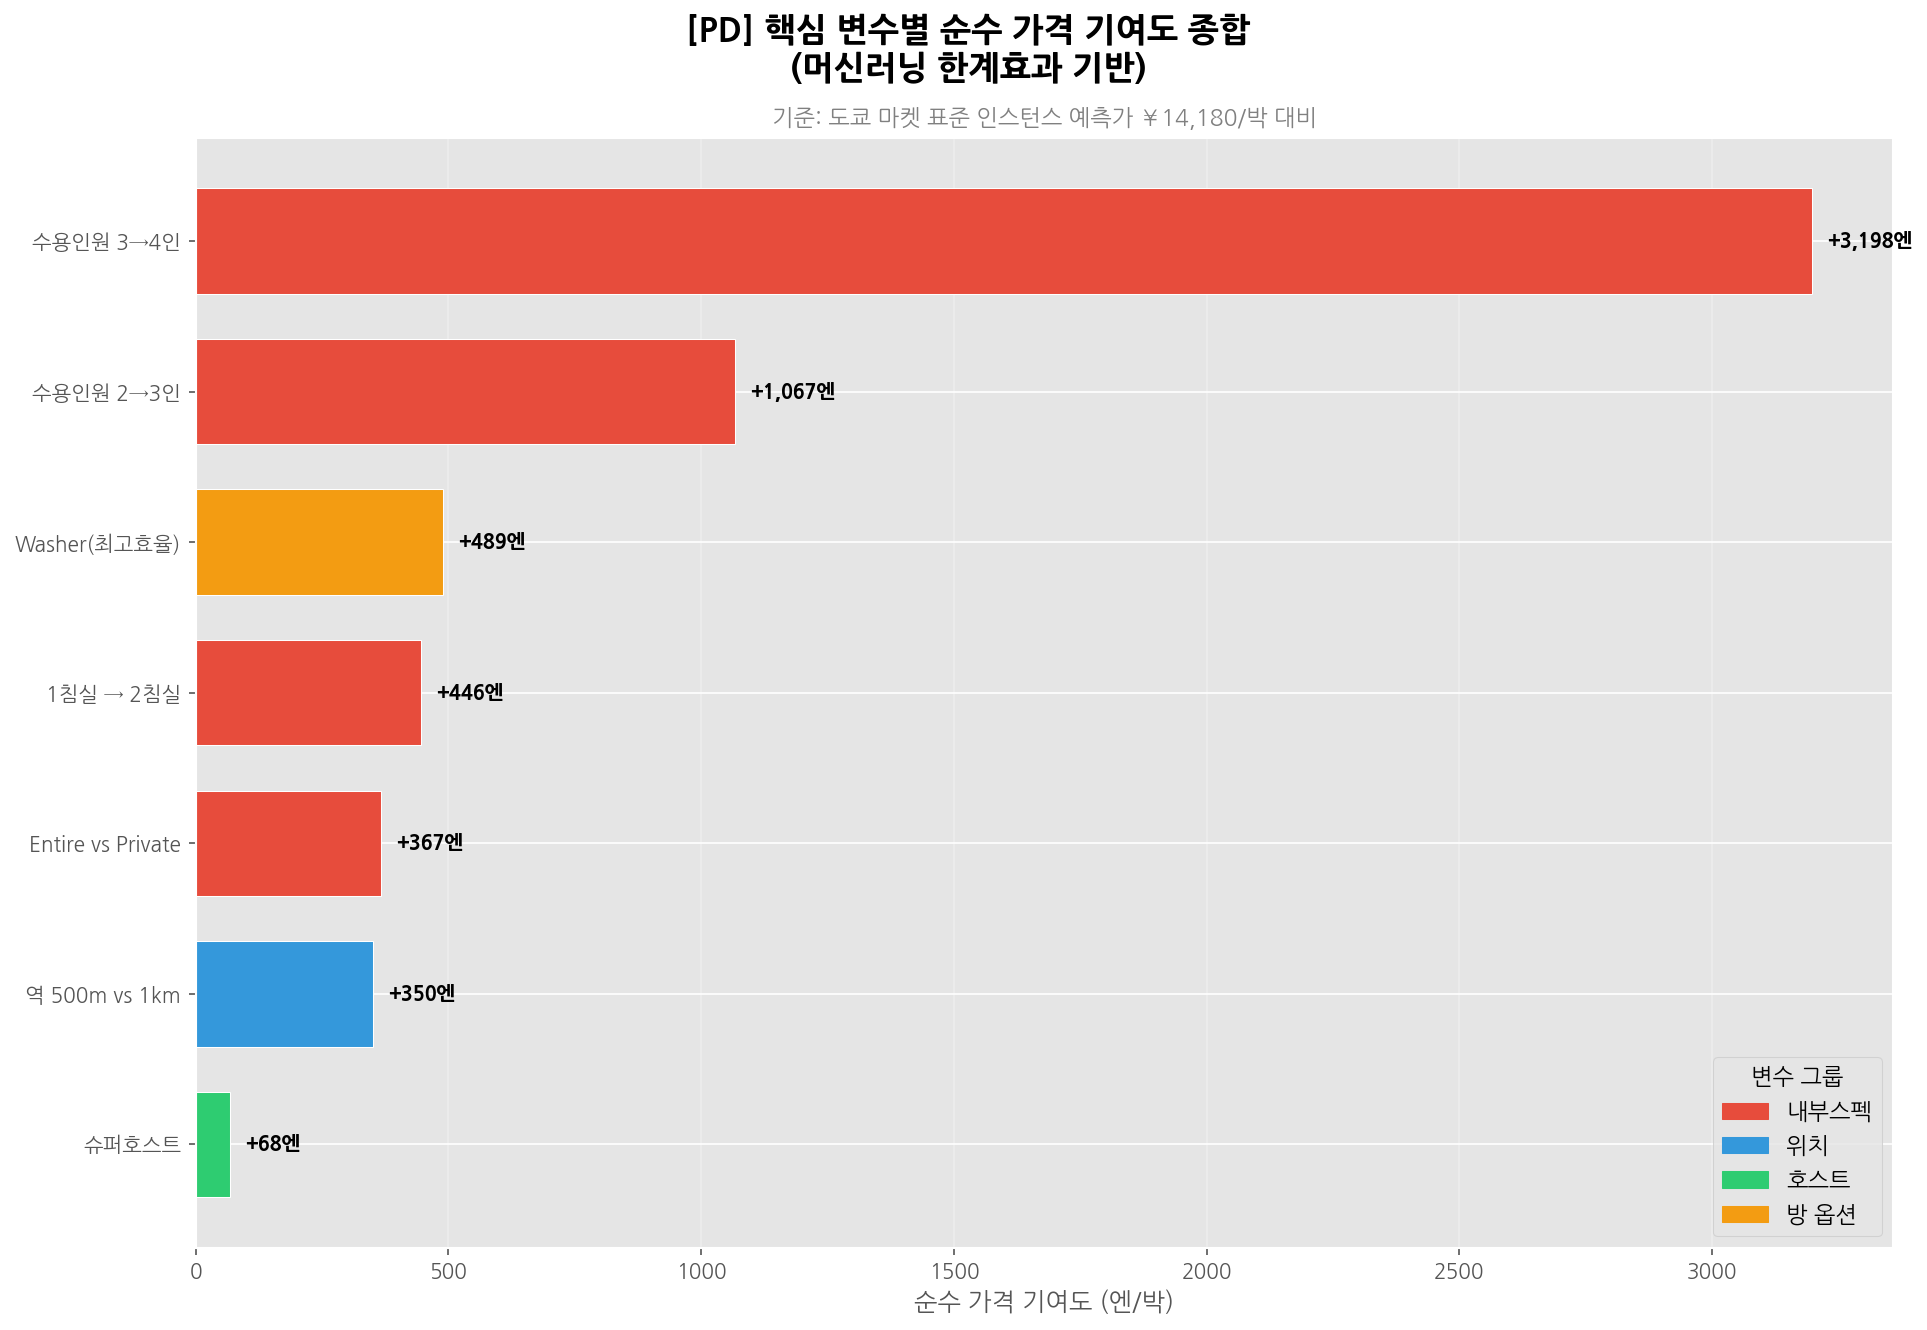 [PD] 핵심 변수별 순수 가격 기여도 종합
(머신러닝 한계효과 기반)
기준: 도쿄 마켓 표준 인스턴스 예측가 ￥14,180/박 대비
수용인원 3→4인
+3,198엔
수용인원 2→3인
+1,067엔
Washer(최고효율)
+489엔
1침실 → 2침실
+446엔
Entire vs Private
+367엔
역 500m vs 1km
+350엔
슈퍼호스트
+68엔
변수 그룹
내부스펙
위치
호스트
방 옵션
0 500 1000 1500 2000 2500 3000
순수 가격 기여도 (엔/박)